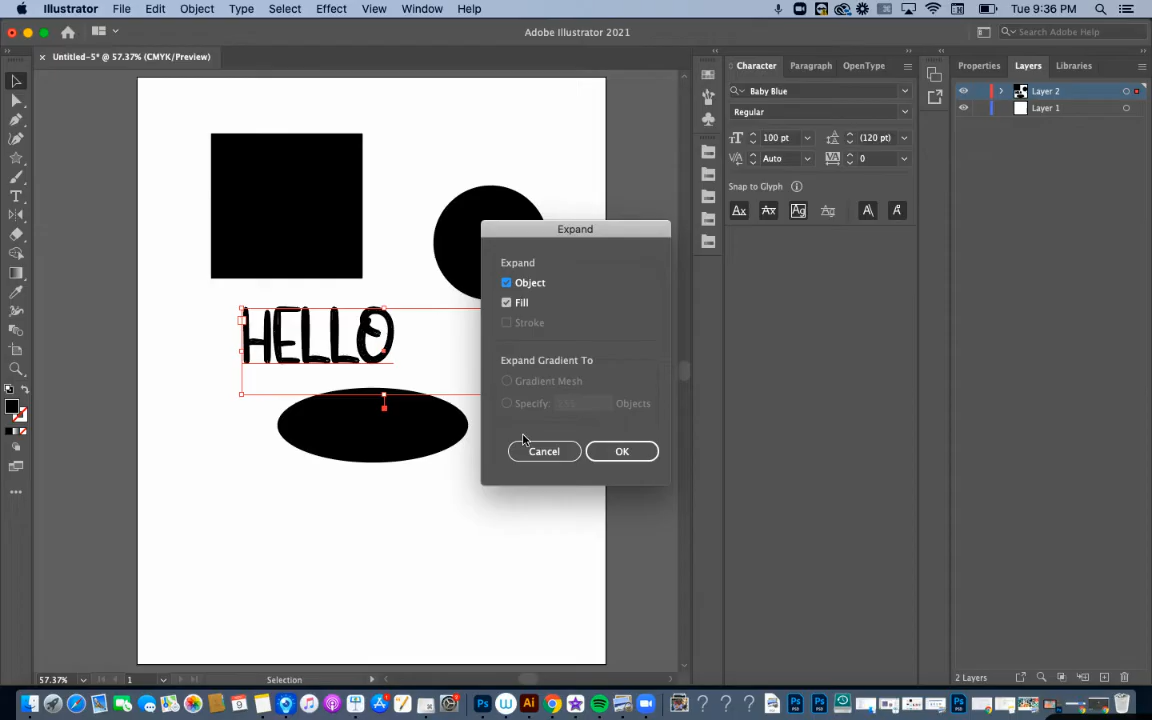 Illustrator File Edit Object Type Select Effect View Window Help Tue 9:36 PM
Adobe Illustrator 2021 Search Adobe Help
Untitled-5* @ 57.37% (CMYK/Preview)
Character Paragraph OpenType
Properties Layers Libraries
Baby Blue
Layer 2
Regular
Layer 1
100 pt (120 pt)
Auto 0
Snap to Glyph
Expand
Expand
Object
Fill
Stroke
Expand Gradient To
Gradient Mesh
Specify: Objects
Cancel OK
HELLO
57.37% 1 Selection
2 Layers